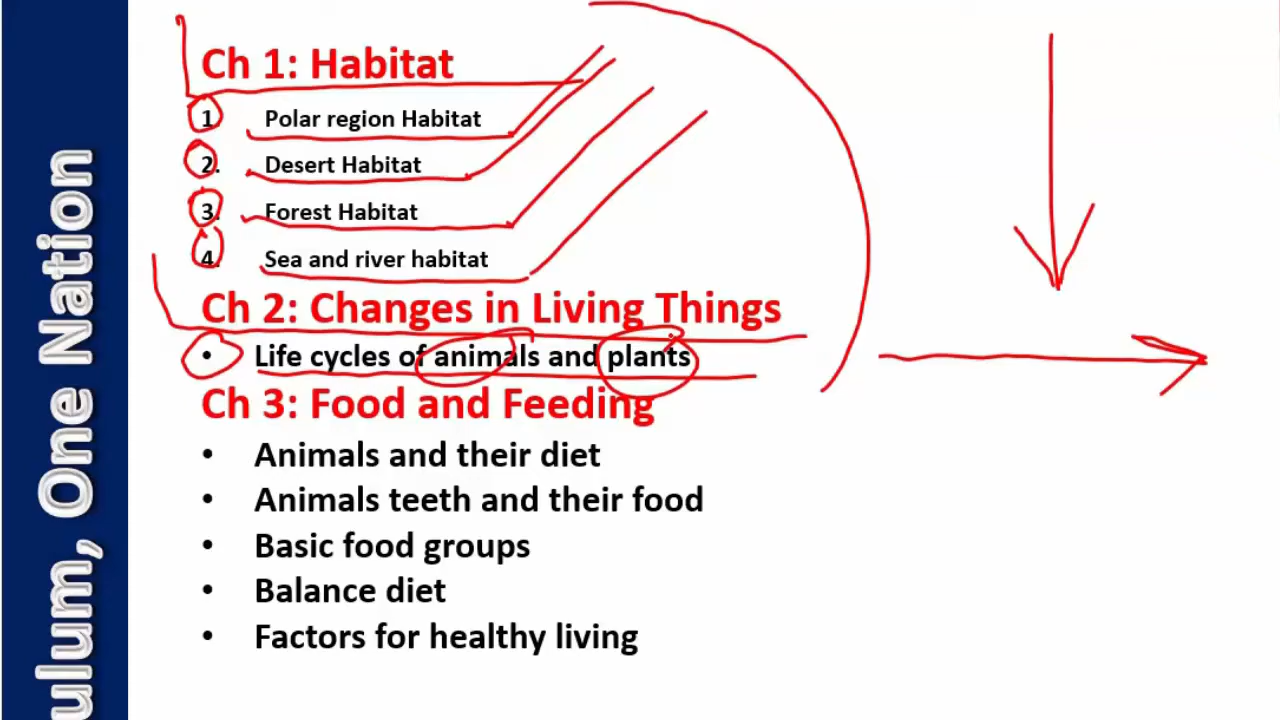 ulum, One Nation
Ch 1: Habitat
1. Polar region Habitat
2. Desert Habitat
3. Forest Habitat
4. Sea and river habitat
Ch 2: Changes in Living Things
• Life cycles of animals and plants
Ch 3: Food and Feeding
• Animals and their diet
• Animals teeth and their food
• Basic food groups
• Balance diet
• Factors for healthy living